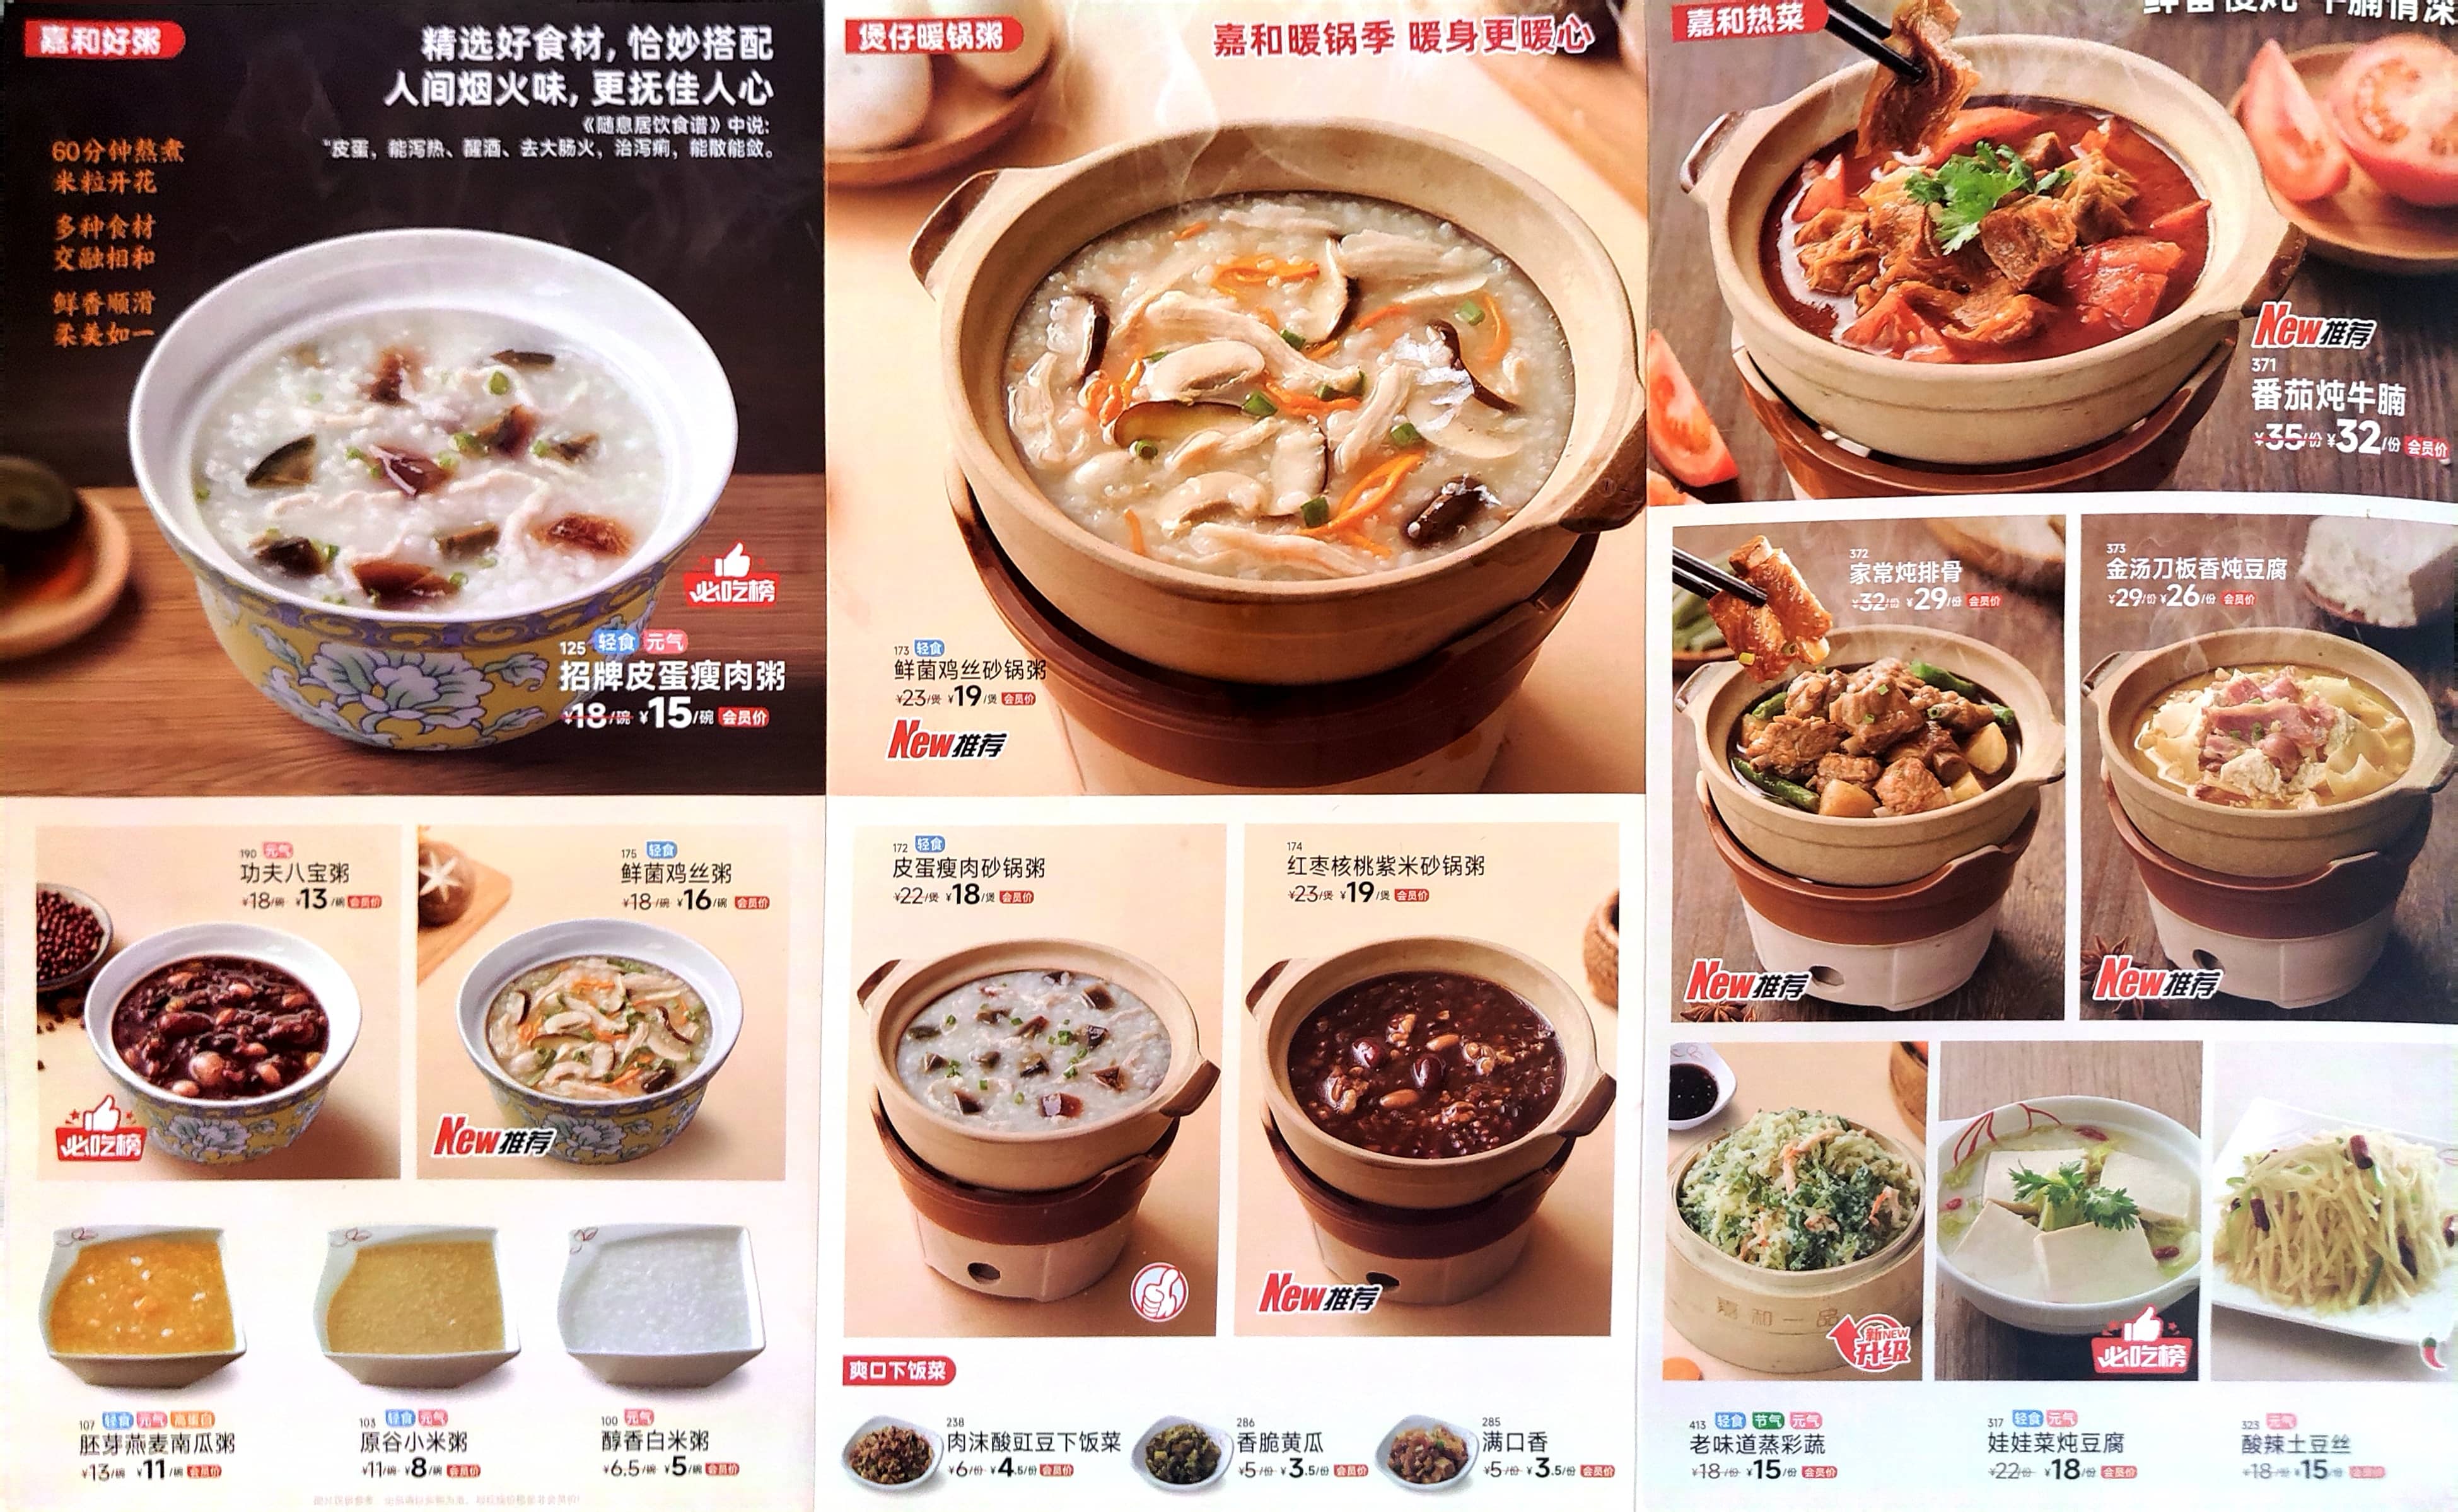 嘉和好粥
精选好食材，恰妙搭配
人间烟火味，更抚佳人心
《随息居饮食谱》中说：
“皮蛋，能泻热、醒酒、去大肠火，治泻痢，能散能敛。
60分钟熬煮
米粒开花
多种食材
交融相和
鲜香顺滑
柔美如一
必吃榜
125 轻食 元气
招牌皮蛋瘦肉粥
¥18/碗 ¥15/碗 会员价
190 元气
功夫八宝粥
¥18/碗 ¥13/碗 会员价
必吃榜
175 轻食
鲜菌鸡丝粥
¥18/碗 ¥16/碗 会员价
New推荐
107 轻食 元气 高蛋白
胚芽燕麦南瓜粥
¥13/碗 ¥11/碗 会员价
103 轻食 元气
原谷小米粥
¥11/碗 ¥8/碗 会员价
100 元气
醇香白米粥
¥6.5/碗 ¥5/碗 会员价
煲仔暖锅粥
嘉和暖锅季 暖身更暖心
173 轻食
鲜菌鸡丝砂锅粥
¥23/煲 ¥19/煲 会员价
New推荐
172 轻食
皮蛋瘦肉砂锅粥
¥22/煲 ¥18/煲 会员价
174
红枣核桃紫米砂锅粥
¥23/煲 ¥19/煲 会员价
New推荐
爽口下饭菜
238
肉沫酸豇豆下饭菜
¥6/份 ¥4.5/份 会员价
286
香脆黄瓜
¥5/份 ¥3.5/份 会员价
285
满口香
¥5/份 ¥3.5/份 会员价
嘉和热菜
New推荐
371
番茄炖牛腩
¥35/份 ¥32/份 会员价
372
家常炖排骨
¥32/份 ¥29/份 会员价
New推荐
373
金汤刀板香炖豆腐
¥29/份 ¥26/份 会员价
New推荐
嘉和一品
新NEW
升级
必吃榜
413 轻食 节气 元气
老味道蒸彩蔬
¥18/份 ¥15/份 会员价
317 轻食 元气
娃娃菜炖豆腐
¥22/份 ¥18/份 会员价
323 元气
酸辣土豆丝
¥18/份 ¥15/份 会员价